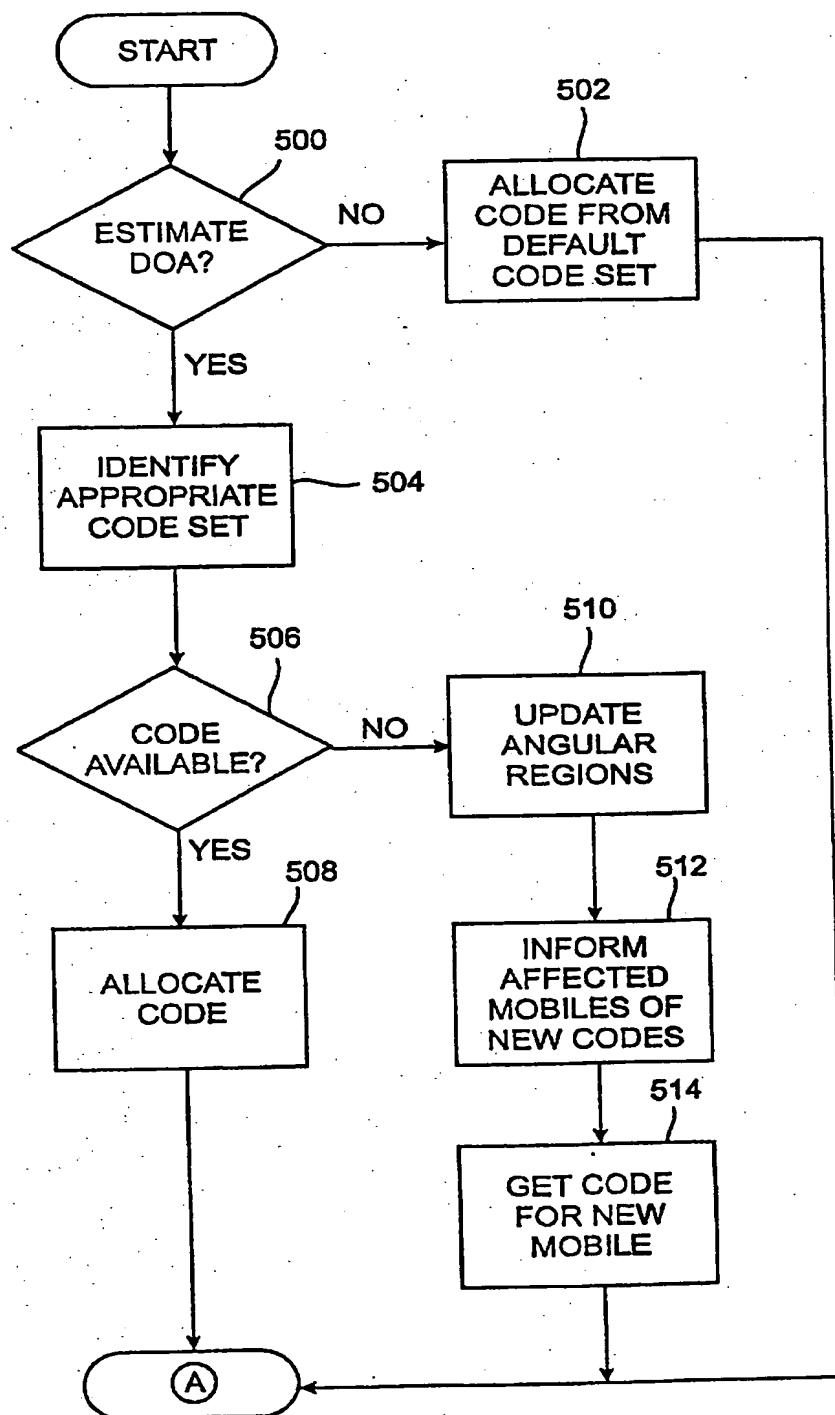 START
500
ESTIMATE
DOA?
NO
502
ALLOCATE
CODE FROM
DEFAULT
CODE SET
YES
IDENTIFY
APPROPRIATE
CODE SET
504
506
CODE
AVAILABLE?
NO
510
UPDATE
ANGULAR
REGIONS
YES
508
ALLOCATE
CODE
512
INFORM
AFFECTED
MOBILES OF
NEW CODES
514
GET CODE
FOR NEW
MOBILE
A